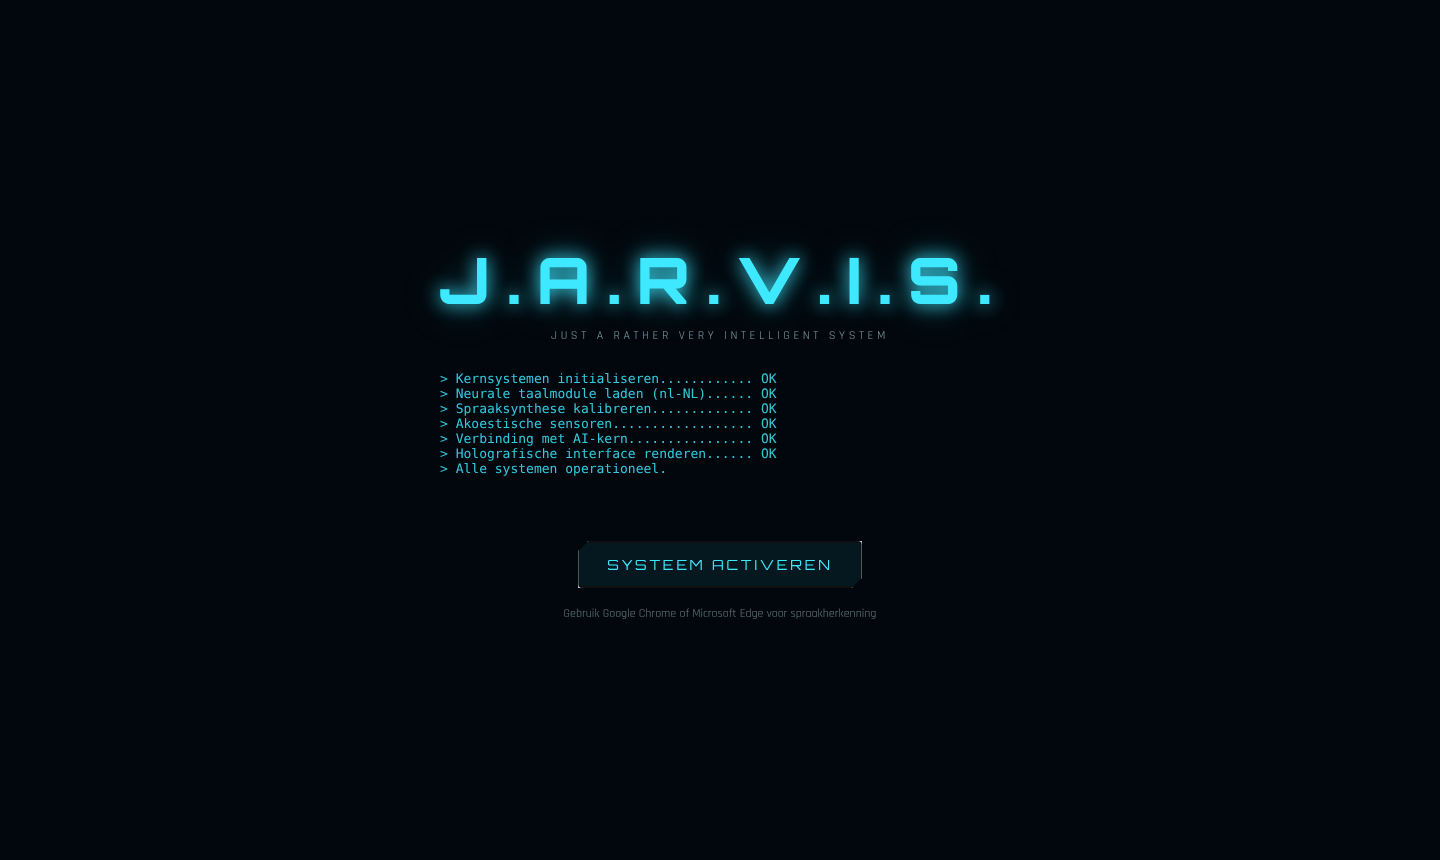 J.A.R.V.I.S.
JUST A RATHER VERY INTELLIGENT SYSTEM
> Kernsystemen initialiseren............ OK
> Neurale taalmodule laden (nl-NL)...... OK
> Spraaksynthese kalibreren............. OK
> Akoestische sensoren.................. OK
> Verbinding met AI-kern................ OK
> Holografische interface renderen...... OK
> Alle systemen operationeel.
SYSTEEM ACTIVEREN
Gebruik Google Chrome of Microsoft Edge voor spraakherkenning